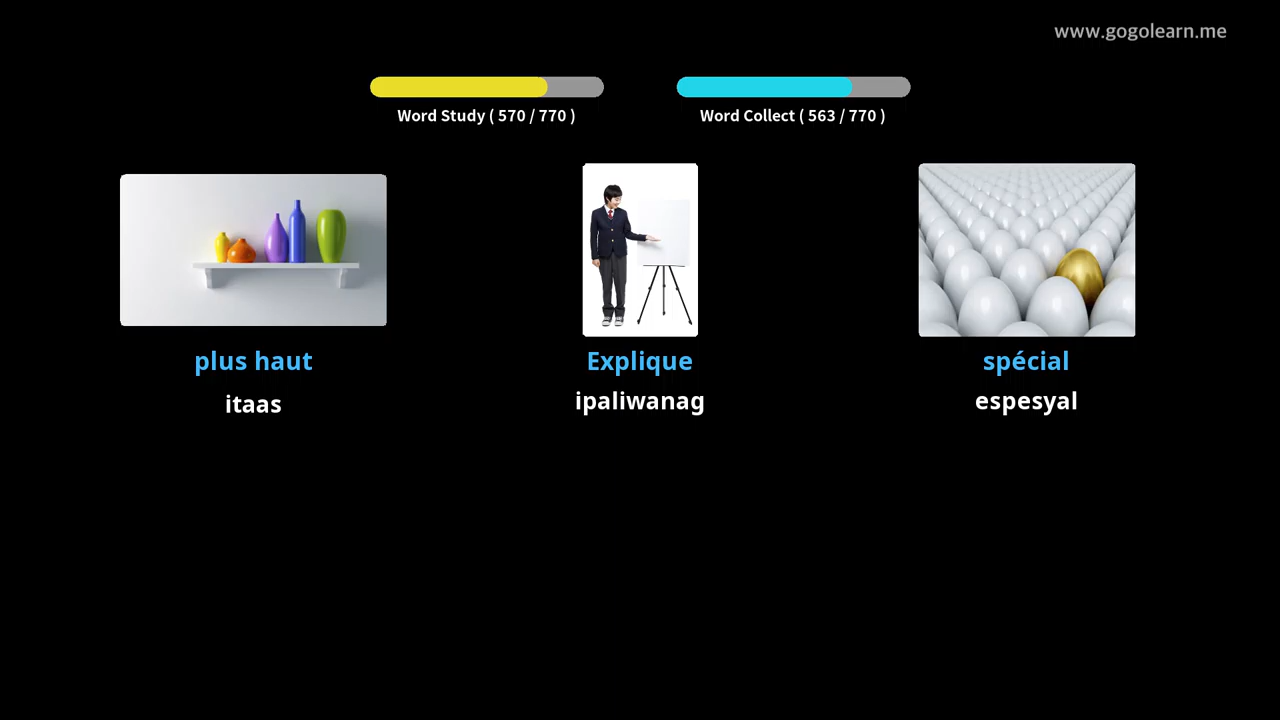 www.gogolearn.me
Word Study ( 570 / 770 )
Word Collect ( 563 / 770 )
plus haut
itaas
Explique
ipaliwanag
spécial
espesyal